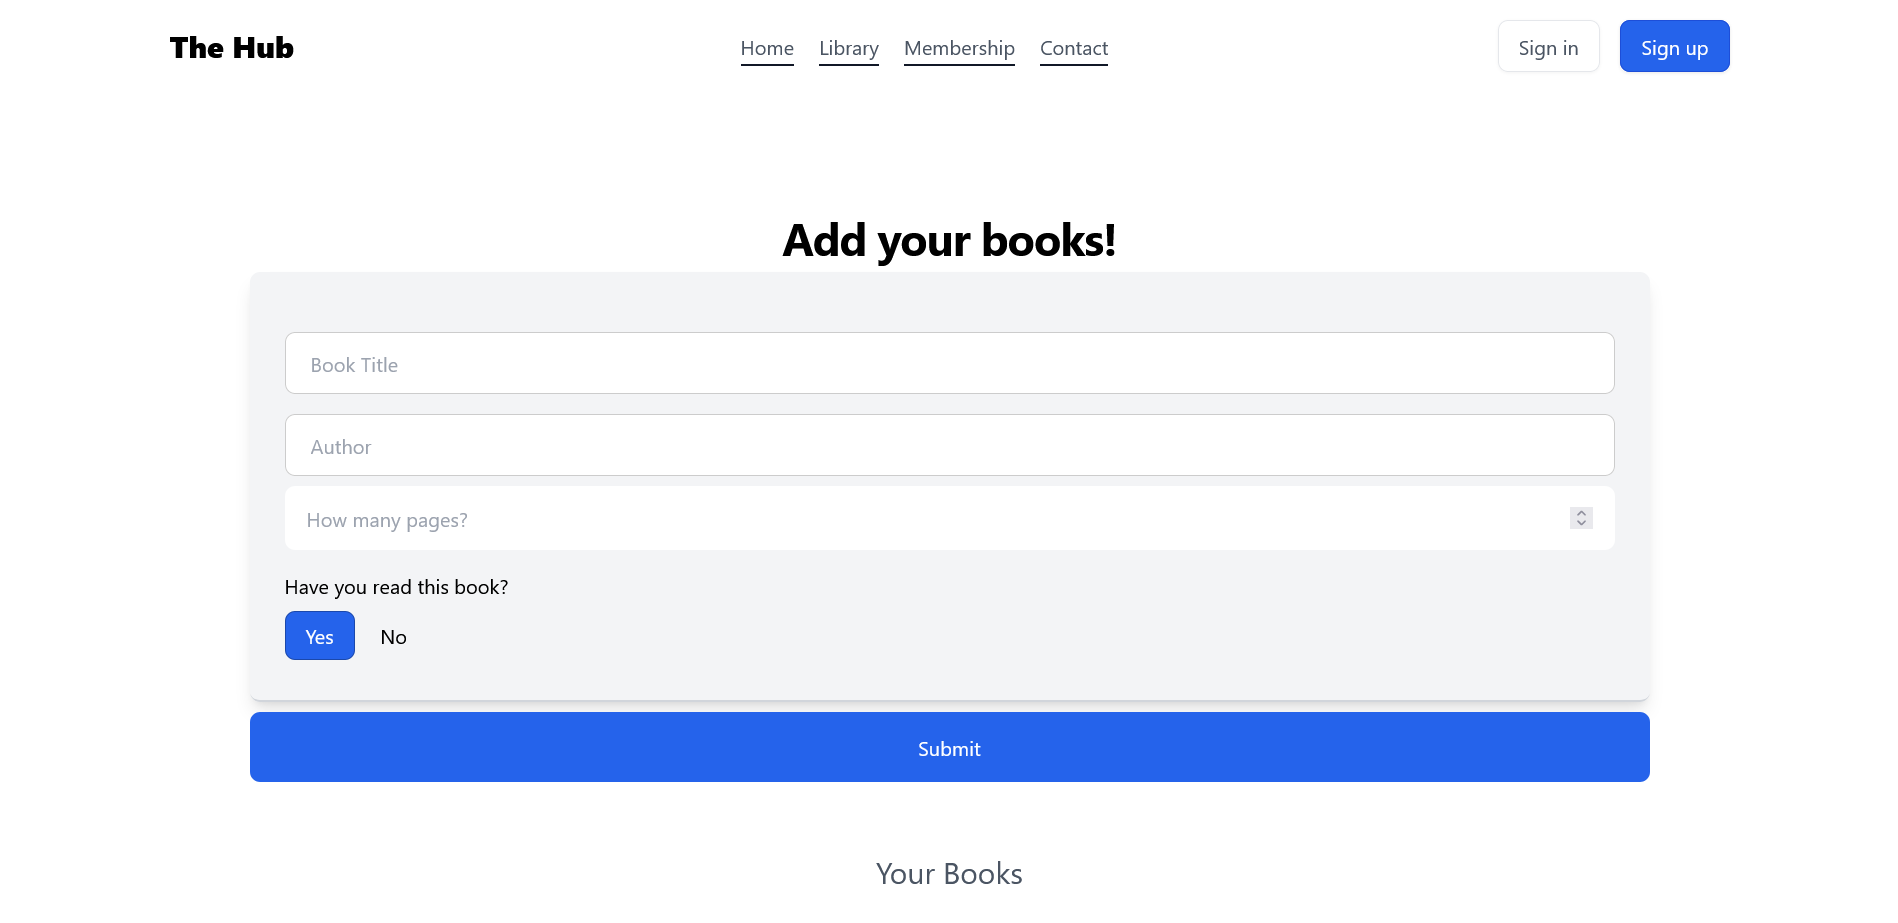 The Hub
Home Library Membership Contact
Sign in Sign up
Add your books!
Book Title
Author
How many pages?
Have you read this book?
Yes No
Submit
Your Books